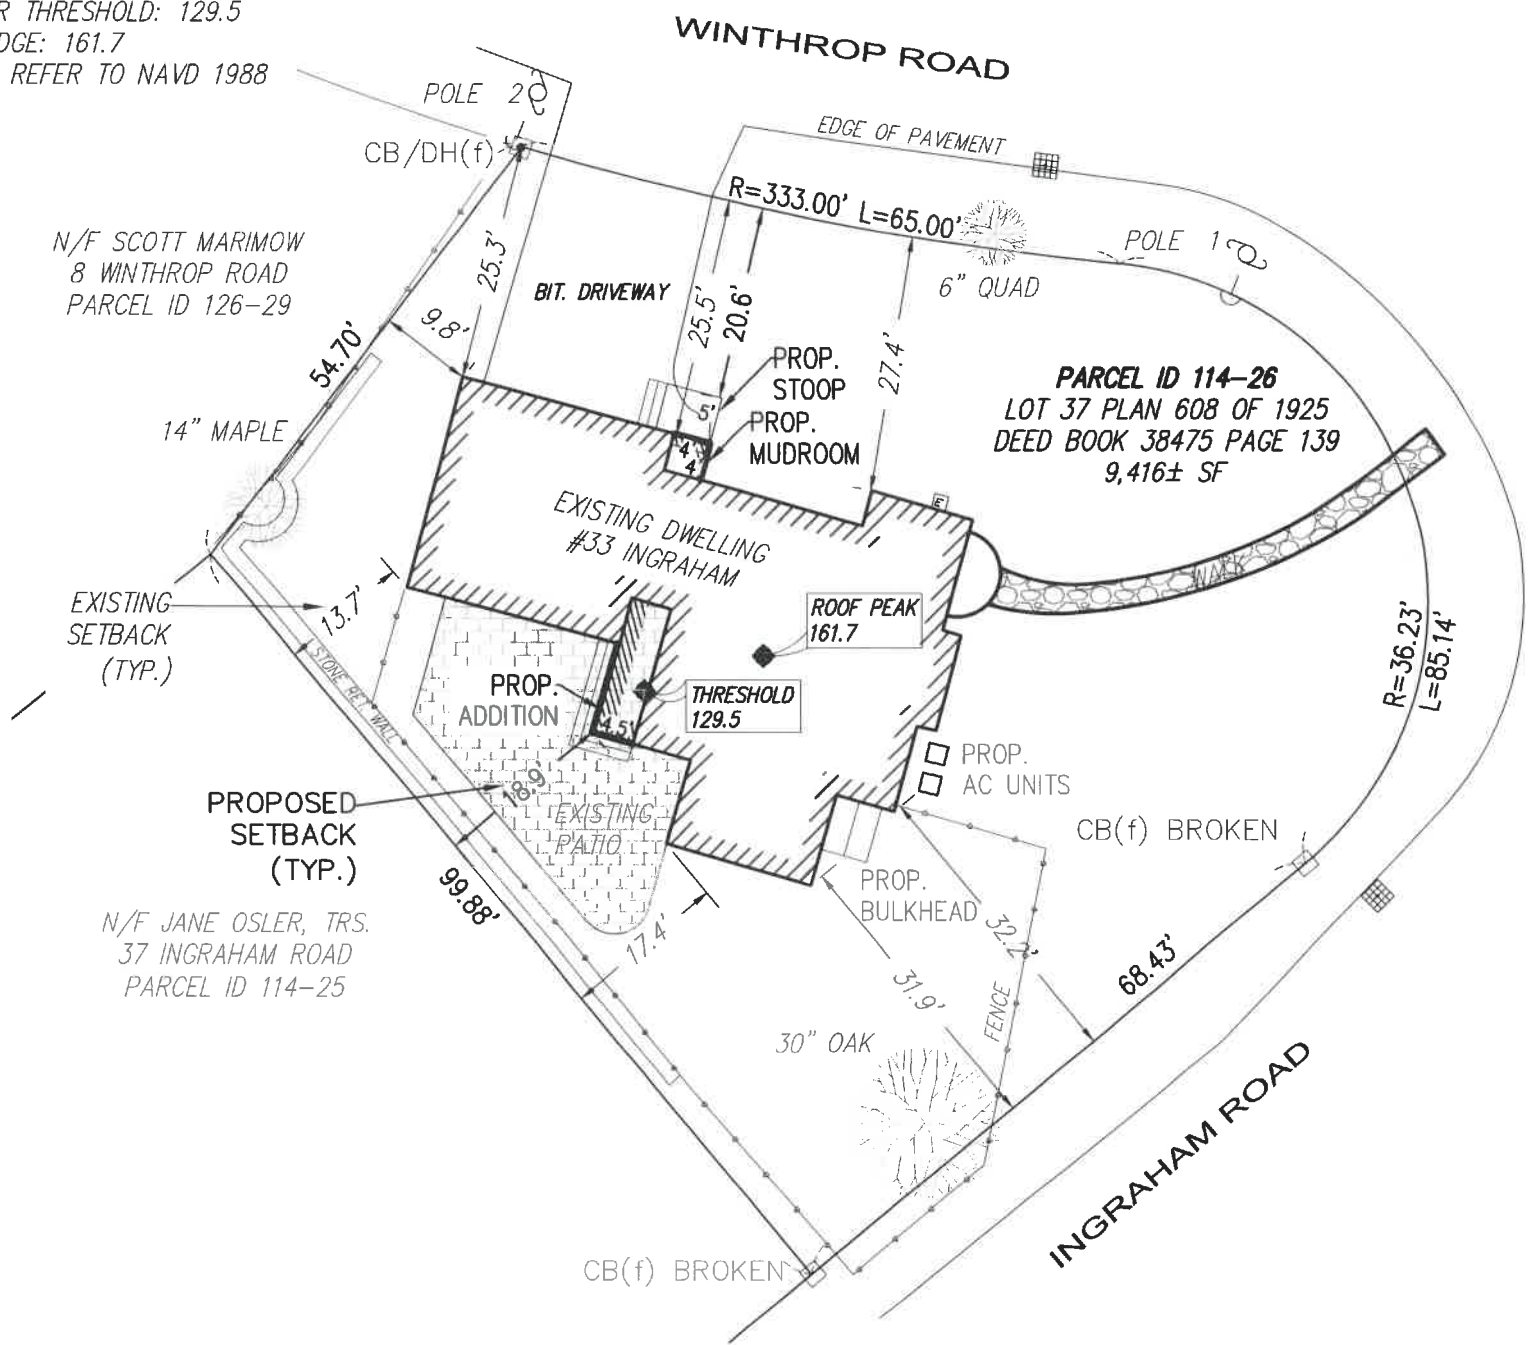 R THRESHOLD: 129.5
DGE: 161.7
REFER TO NAVD 1988
WINTHROP ROAD
POLE 2
CB/DH(f)
EDGE OF PAVEMENT
R=333.00' L=65.00'
POLE 1
6" QUAD
N/F SCOTT MARIMOW
8 WINTHROP ROAD
PARCEL ID 126-29
25.3'
BIT. DRIVEWAY
25.5'
20.6'
27.4'
9.8'
54.70'
PROP.
STOOP
5'
PROP.
MUDROOM
4'
4'
PARCEL ID 114-26
LOT 37 PLAN 608 OF 1925
DEED BOOK 38475 PAGE 139
9,416± SF
14" MAPLE
E
EXISTING DWELLING
#33 INGRAHAM
WALK
EXISTING
SETBACK
(TYP.)
13.7'
ROOF PEAK
161.7
STONE RET. WALL
PROP.
ADDITION
THRESHOLD
129.5
4.5'
R=36.23'
L=85.14'
PROP.
AC UNITS
18.9'
PROPOSED
SETBACK
(TYP.)
EXISTING
PATIO
CB(f) BROKEN
PROP.
BULKHEAD
99.88'
N/F JANE OSLER, TRS.
37 INGRAHAM ROAD
PARCEL ID 114-25
17.4'
32.2'
31.9'
68.43'
FENCE
30" OAK
INGRAHAM ROAD
CB(f) BROKEN